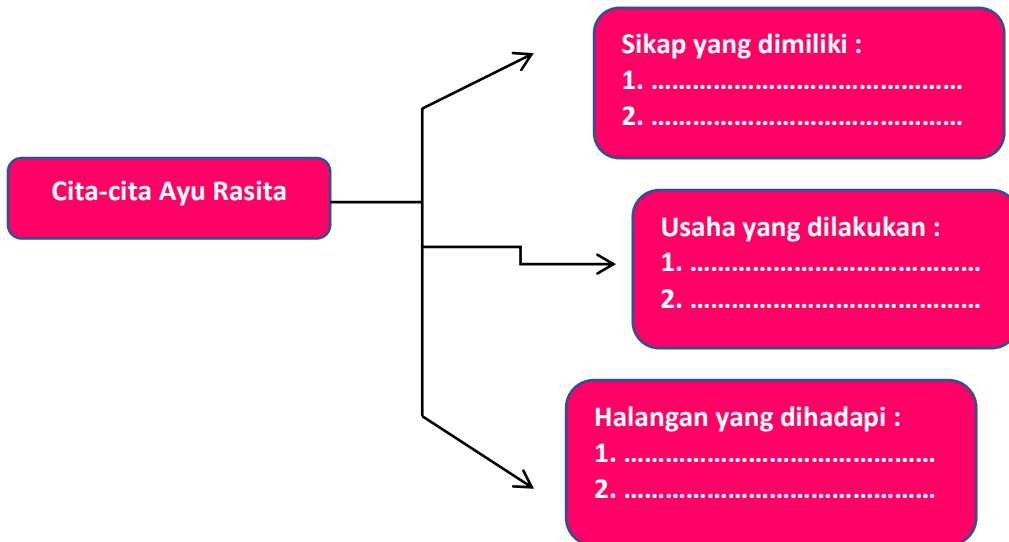 Cita-cita Ayu Rasita
Sikap yang dimiliki :
1. ……………………………………….
2. ……………………………………….
Usaha yang dilakukan :
1. …………………………………….
2. …………………………………….
Halangan yang dihadapi :
1. ……………………………………….
2. ……………………………………….